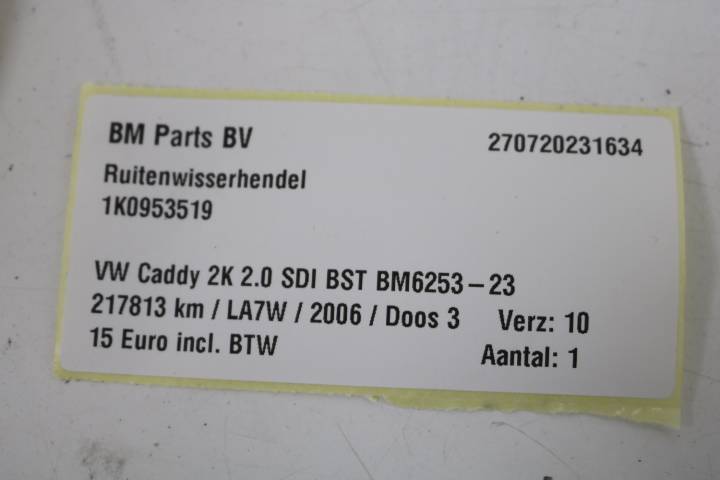 BM Parts BV 270720231634
Ruitenwisserhendel
1K0953519
VW Caddy 2K 2.0 SDI BST BM6253-23
217813 km / LA7W / 2006 / Doos 3 Verz: 10
15 Euro incl. BTW Aantal: 1